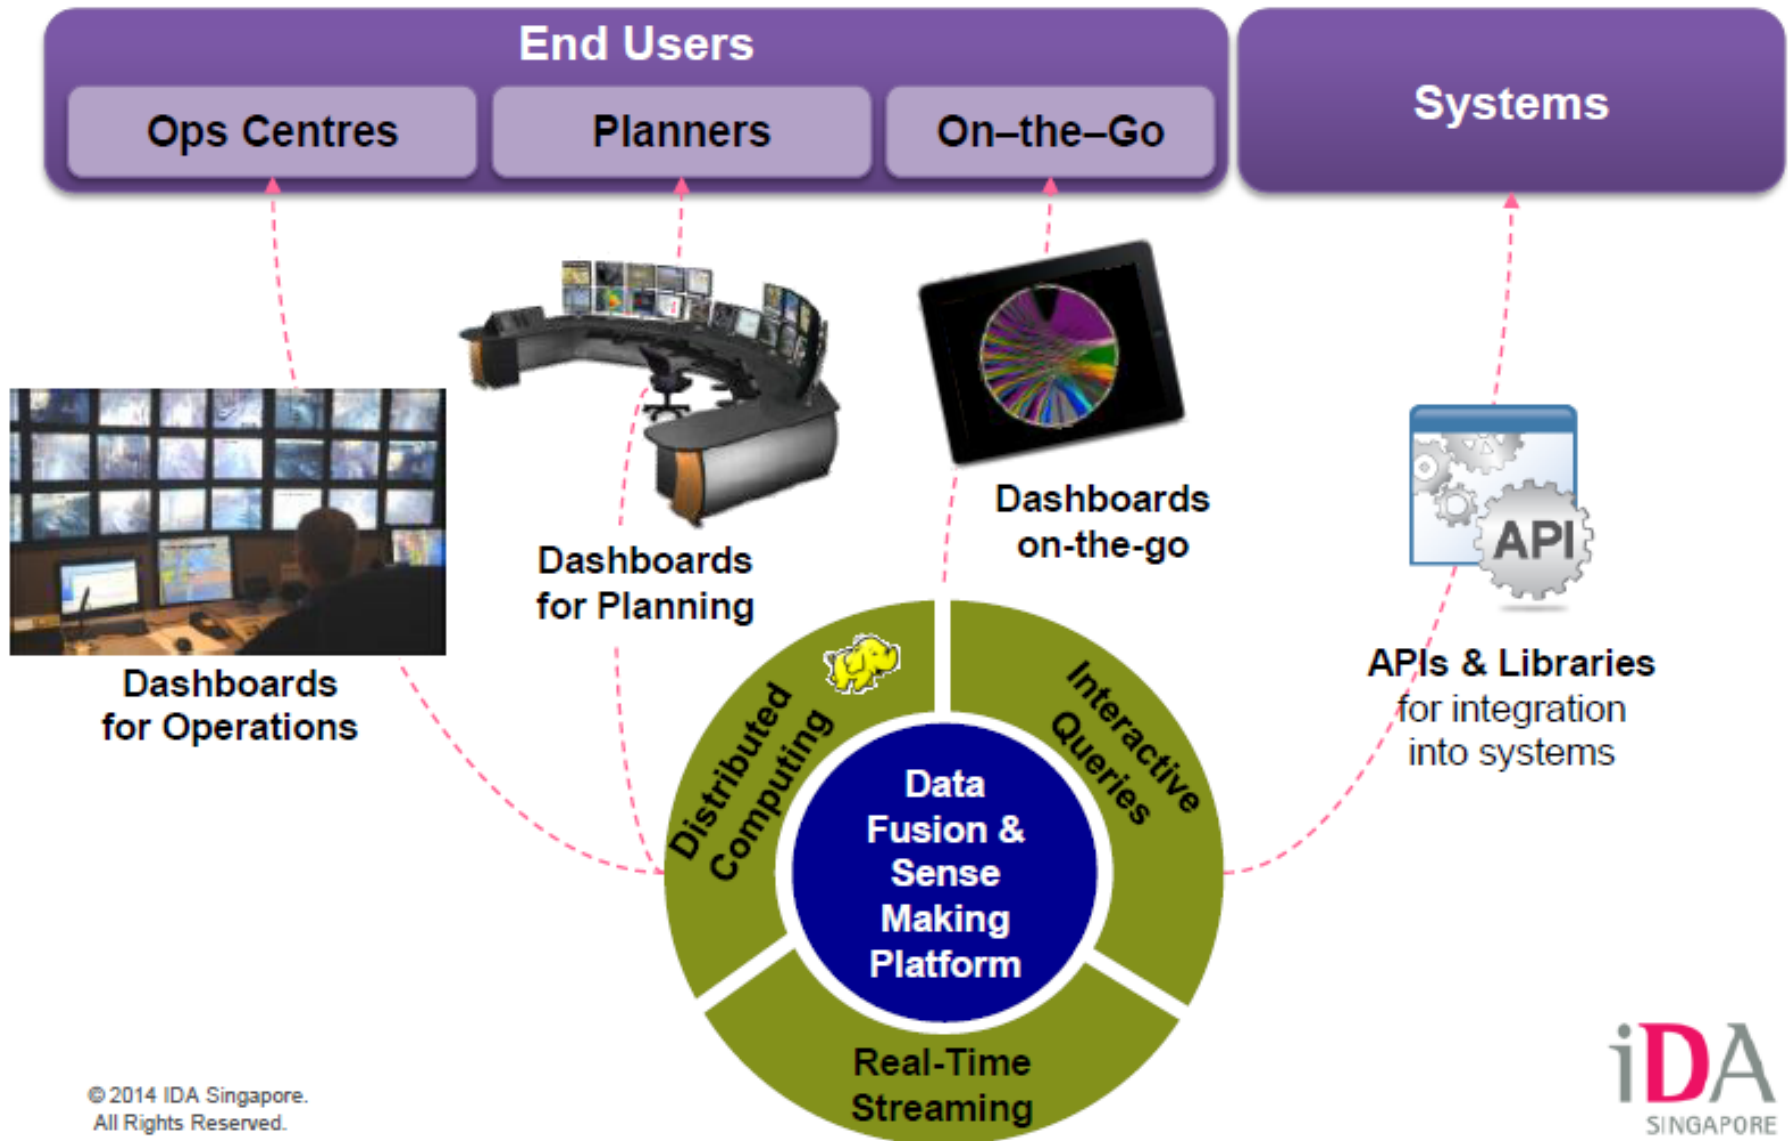 End Users
Systems
Ops Centres
Planners
On–the–Go
Dashboards
on-the-go
API
Dashboards
for Planning
APIs & Libraries
for integration
into systems
Dashboards
for Operations
Distributed
Computing
Interactive
Queries
Data
Fusion &
Sense
Making
Platform
Real-Time
Streaming
© 2014 IDA Singapore.
All Rights Reserved.
iDA
SINGAPORE